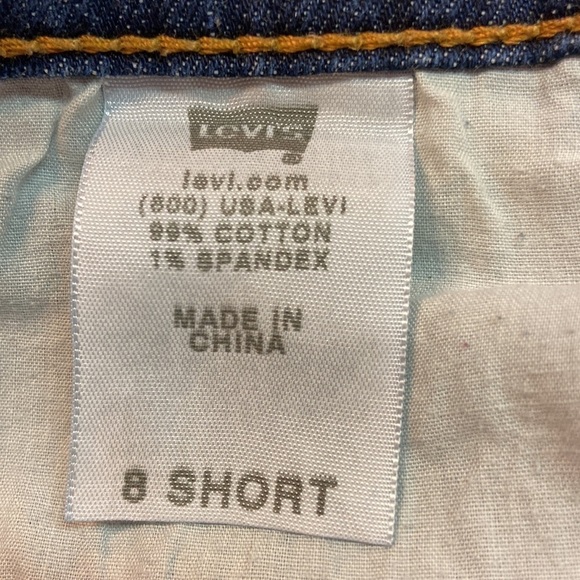 Levi's
®
levi.com
(800) USA-LEVI
99% COTTON
1% SPANDEX
MADE IN
CHINA
8 SHORT